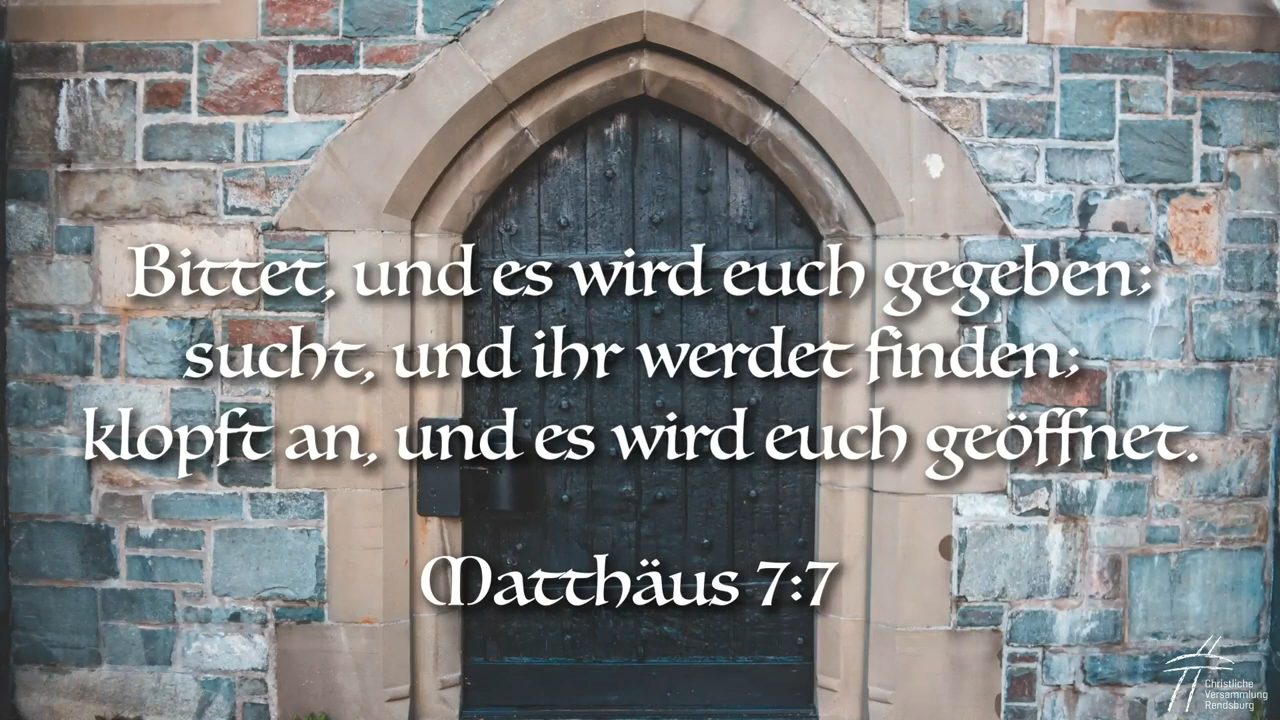 Bittet, und es wird euch gegeben;
sucht, und ihr werdet finden;
klopft an, und es wird euch geöffnet.
Matthäus 7:7
Christliche
Versammlung
Rendsburg